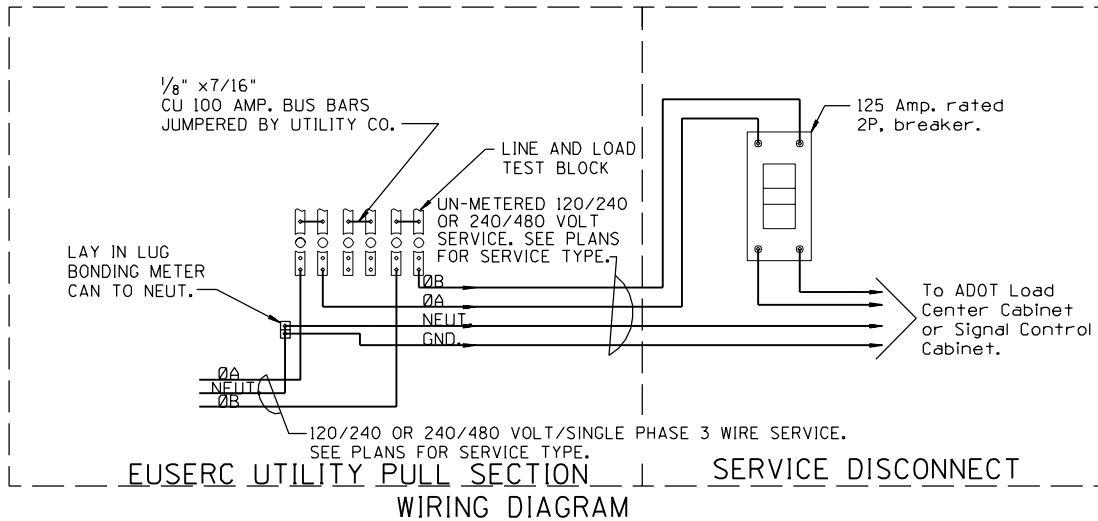 1/8" x7/16"
CU 100 AMP. BUS BARS
JUMPERED BY UTILITY CO.
LINE AND LOAD
TEST BLOCK
125 Amp. rated
2P. breaker.
UN-METERED 120/240
OR 240/480 VOLT
SERVICE. SEE PLANS
FOR SERVICE TYPE.
LAY IN LUG
BONDING METER
CAN TO NEUT.
ØB
ØA
NEUT
GND.
To ADOT Load
Center Cabinet
or Signal Control
Cabinet.
ØA
NEUT.
ØB
120/240 OR 240/480 VOLT/SINGLE PHASE 3 WIRE SERVICE.
SEE PLANS FOR SERVICE TYPE.
EUSERC UTILITY PULL SECTION
SERVICE DISCONNECT
WIRING DIAGRAM